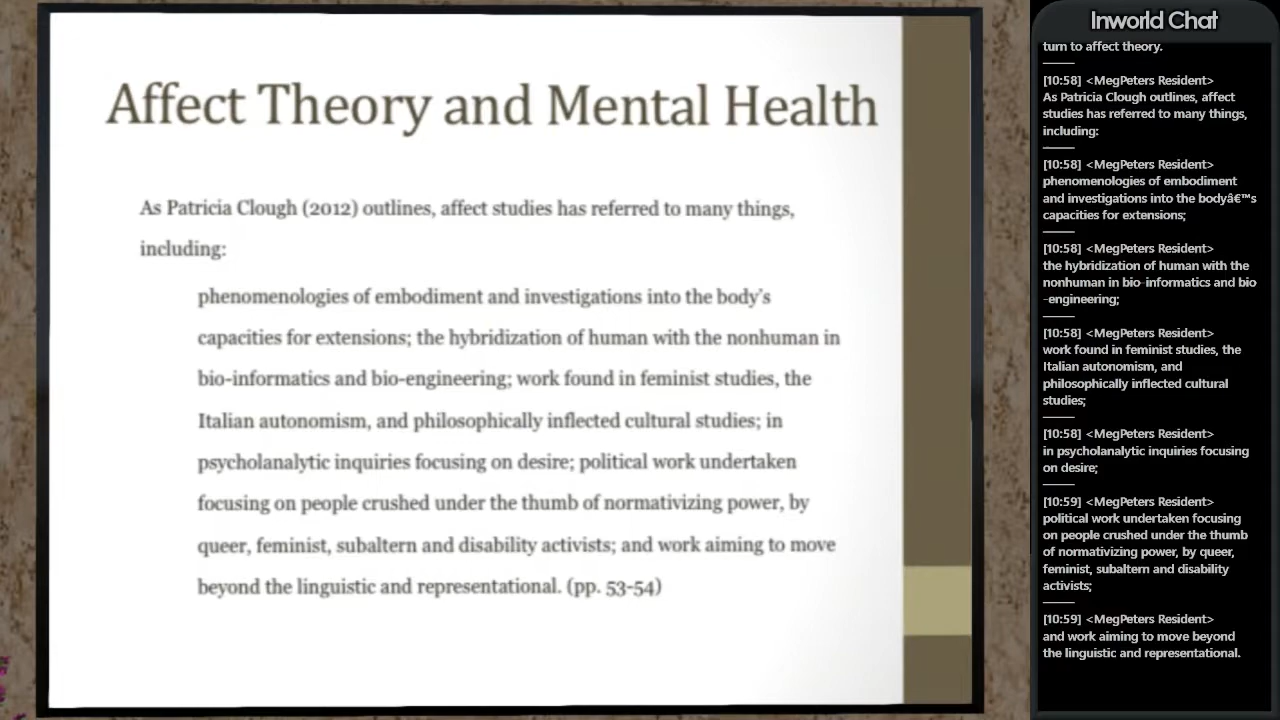 Affect Theory and Mental Health
As Patricia Clough (2012) outlines, affect studies has referred to many things,
including:
phenomenologies of embodiment and investigations into the body's
capacities for extensions; the hybridization of human with the nonhuman in
bio-informatics and bio-engineering; work found in feminist studies, the
Italian autonomism, and philosophically inflected cultural studies; in
psycholanalytic inquiries focusing on desire; political work undertaken
focusing on people crushed under the thumb of normativizing power, by
queer, feminist, subaltern and disability activists; and work aiming to move
beyond the linguistic and representational. (pp. 53-54)
Inworld Chat
turn to affect theory.
[10:58] <MegPeters Resident>
As Patricia Clough outlines, affect
studies has referred to many things,
including:
[10:58] <MegPeters Resident>
phenomenologies of embodiment
and investigations into the bodyâ€™s
capacities for extensions;
[10:58] <MegPeters Resident>
the hybridization of human with the
nonhuman in bio-informatics and bio
-engineering;
[10:58] <MegPeters Resident>
work found in feminist studies, the
Italian autonomism, and
philosophically inflected cultural
studies;
[10:58] <MegPeters Resident>
in psycholanalytic inquiries focusing
on desire;
[10:59] <MegPeters Resident>
political work undertaken focusing
on people crushed under the thumb
of normativizing power, by queer,
feminist, subaltern and disability
activists;
[10:59] <MegPeters Resident>
and work aiming to move beyond
the linguistic and representational.